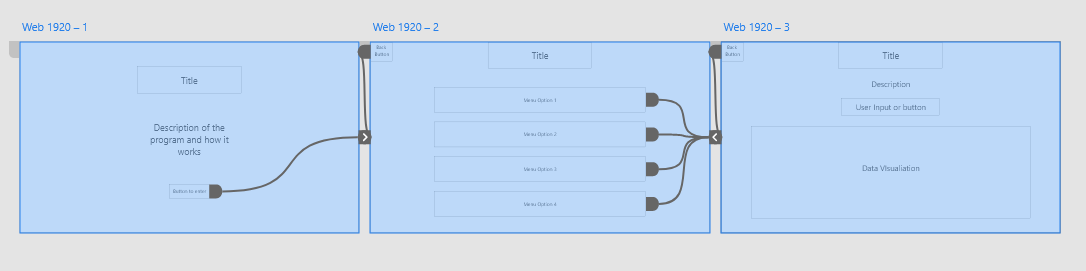 Web 1920 – 1
Title
Description of the
program and how it
works
Button to enter
Web 1920 – 2
Back
Button
Title
Menu Option 1
Menu Option 2
Menu Option 3
Menu Option 4
Web 1920 – 3
Back
Button
Title
Description
User Input or button
Data VIsualiation